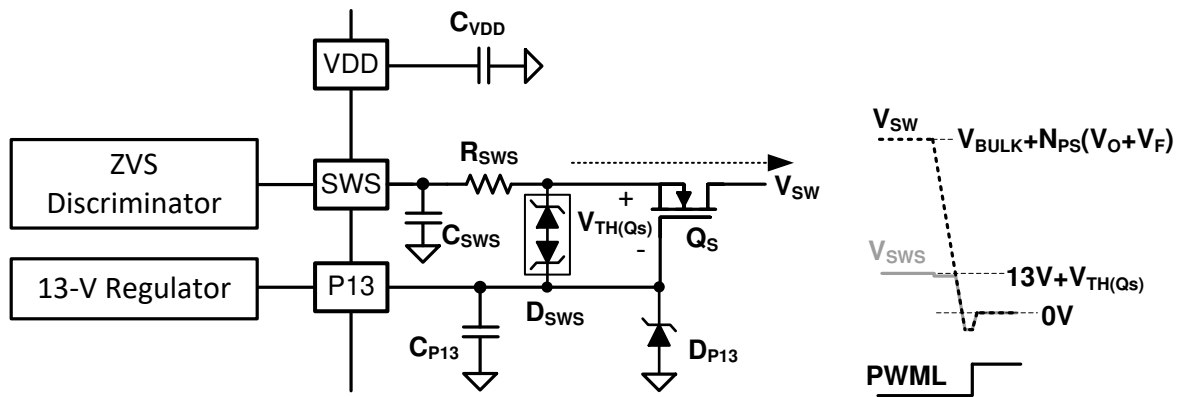 C_VDD
VDD
ZVS
Discriminator
SWS
R_SWS
V_SW
C_SWS
+
V_TH(Qs)
-
Q_S
13-V Regulator
P13
D_SWS
C_P13
D_P13
V_SW
V_BULK+N_PS(V_O+V_F)
V_SWS
13V+V_TH(Qs)
0V
PWML